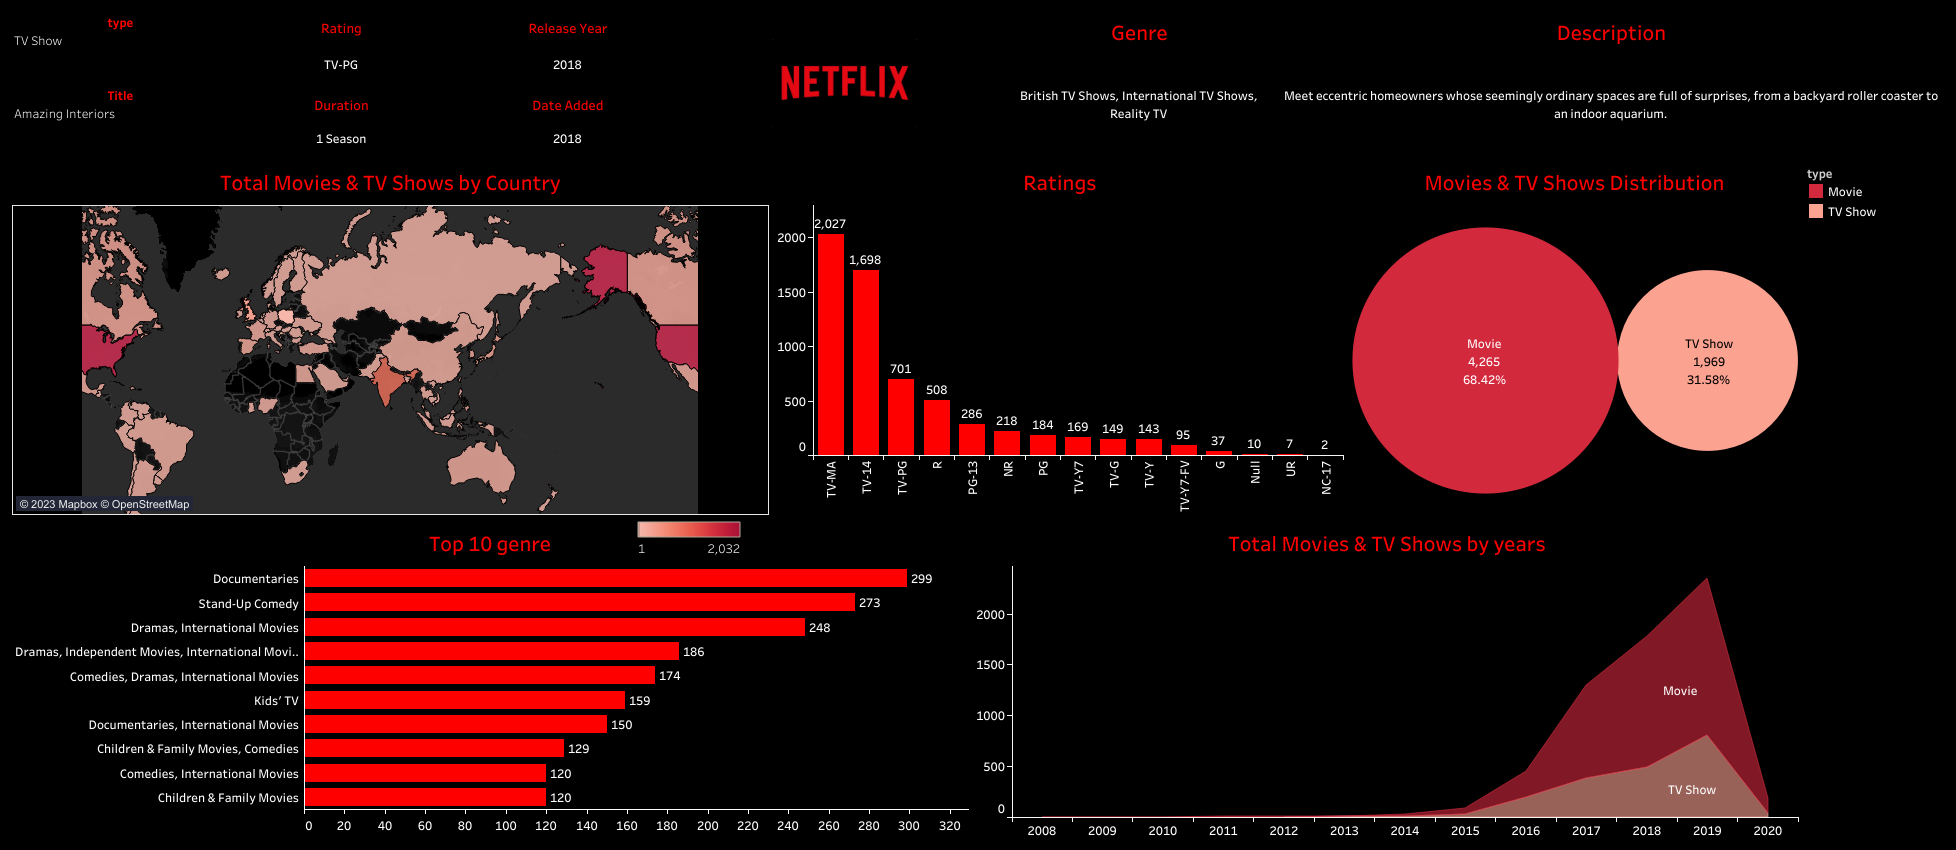 type
TV Show
Title
Amazing Interiors
Rating
TV-PG
Duration
1 Season
Release Year
2018
Date Added
2018
NETFLIX
Genre
British TV Shows, International TV Shows,
Reality TV
Description
Meet eccentric homeowners whose seemingly ordinary spaces are full of surprises, from a backyard roller coaster to
an indoor aquarium.
Total Movies & TV Shows by Country
© 2023 Mapbox © OpenStreetMap
1 2,032
Ratings
2000
1500
1000
500
0
2,027
1,698
701
508
286
218
184
169
149
143
95
37
10
7
2
TV-MA
TV-14
TV-PG
R
PG-13
NR
PG
TV-Y7
TV-G
TV-Y
TV-Y7-FV
G
Null
UR
NC-17
Movies & TV Shows Distribution
type
Movie
TV Show
Movie
4,265
68.42%
TV Show
1,969
31.58%
Top 10 genre
Documentaries 299
Stand-Up Comedy 273
Dramas, International Movies 248
Dramas, Independent Movies, International Movi.. 186
Comedies, Dramas, International Movies 174
Kids' TV 159
Documentaries, International Movies 150
Children & Family Movies, Comedies 129
Comedies, International Movies 120
Children & Family Movies 120
0 20 40 60 80 100 120 140 160 180 200 220 240 260 280 300 320
Total Movies & TV Shows by years
2000
1500
1000
500
0
Movie
TV Show
2008 2009 2010 2011 2012 2013 2014 2015 2016 2017 2018 2019 2020